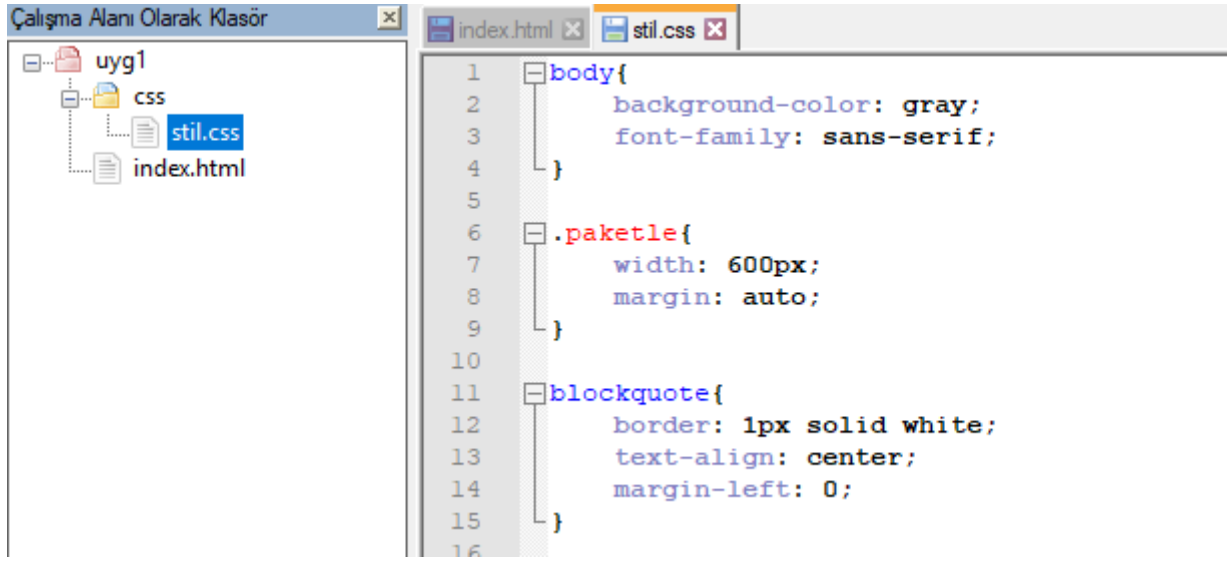 Çalışma Alanı Olarak Klasör
uyg1
css
stil.css
index.html
index.html stil.css
1 body{
2 background-color: gray;
3 font-family: sans-serif;
4 }
5
6 .paketle{
7 width: 600px;
8 margin: auto;
9 }
10
11 blockquote{
12 border: 1px solid white;
13 text-align: center;
14 margin-left: 0;
15 }
16